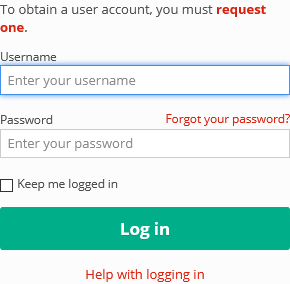 To obtain a user account, you must request
one.
Username
Enter your username
Password Forgot your password?
Enter your password
Keep me logged in
Log in
Help with logging in